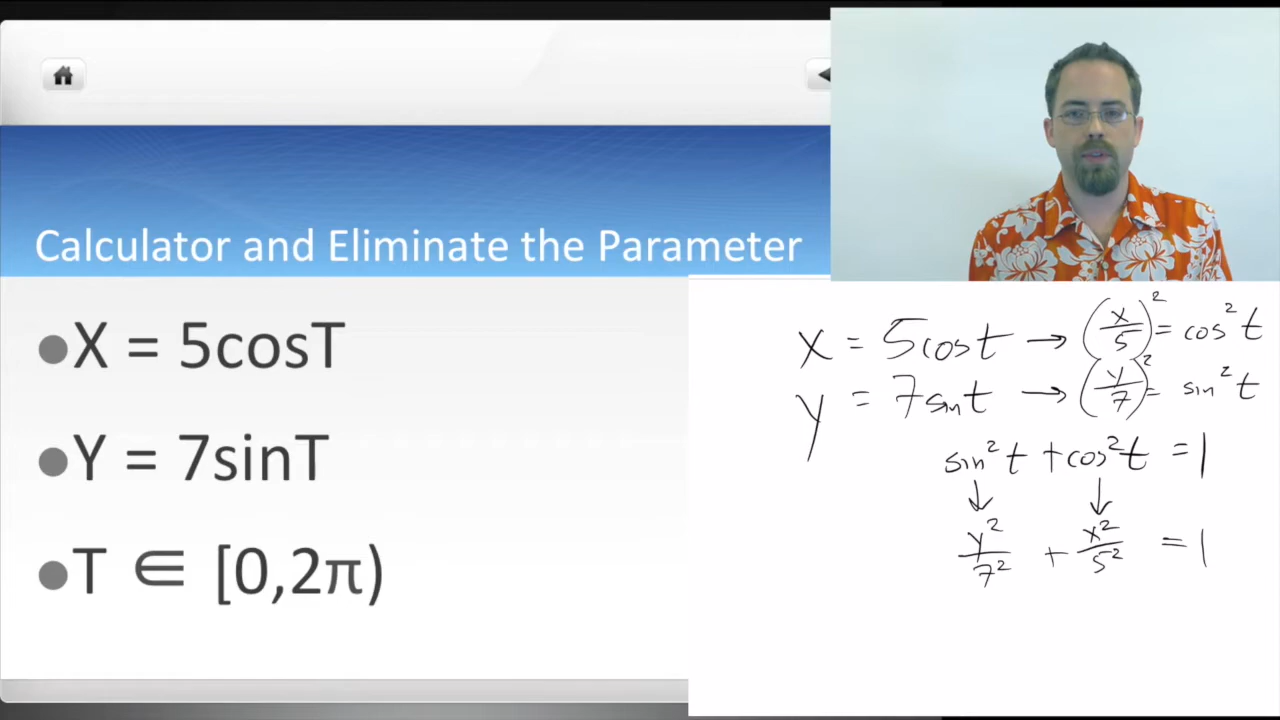 Calculator and Eliminate the Parameter
●X = 5cosT
●Y = 7sinT
●T ∈ [0,2π)
x = 5cos t → (x/5)² = cos² t
y = 7sin t → (y/7)² = sin² t
sin² t + cos² t = 1
↓ ↓
y²/7² + x²/5² = 1